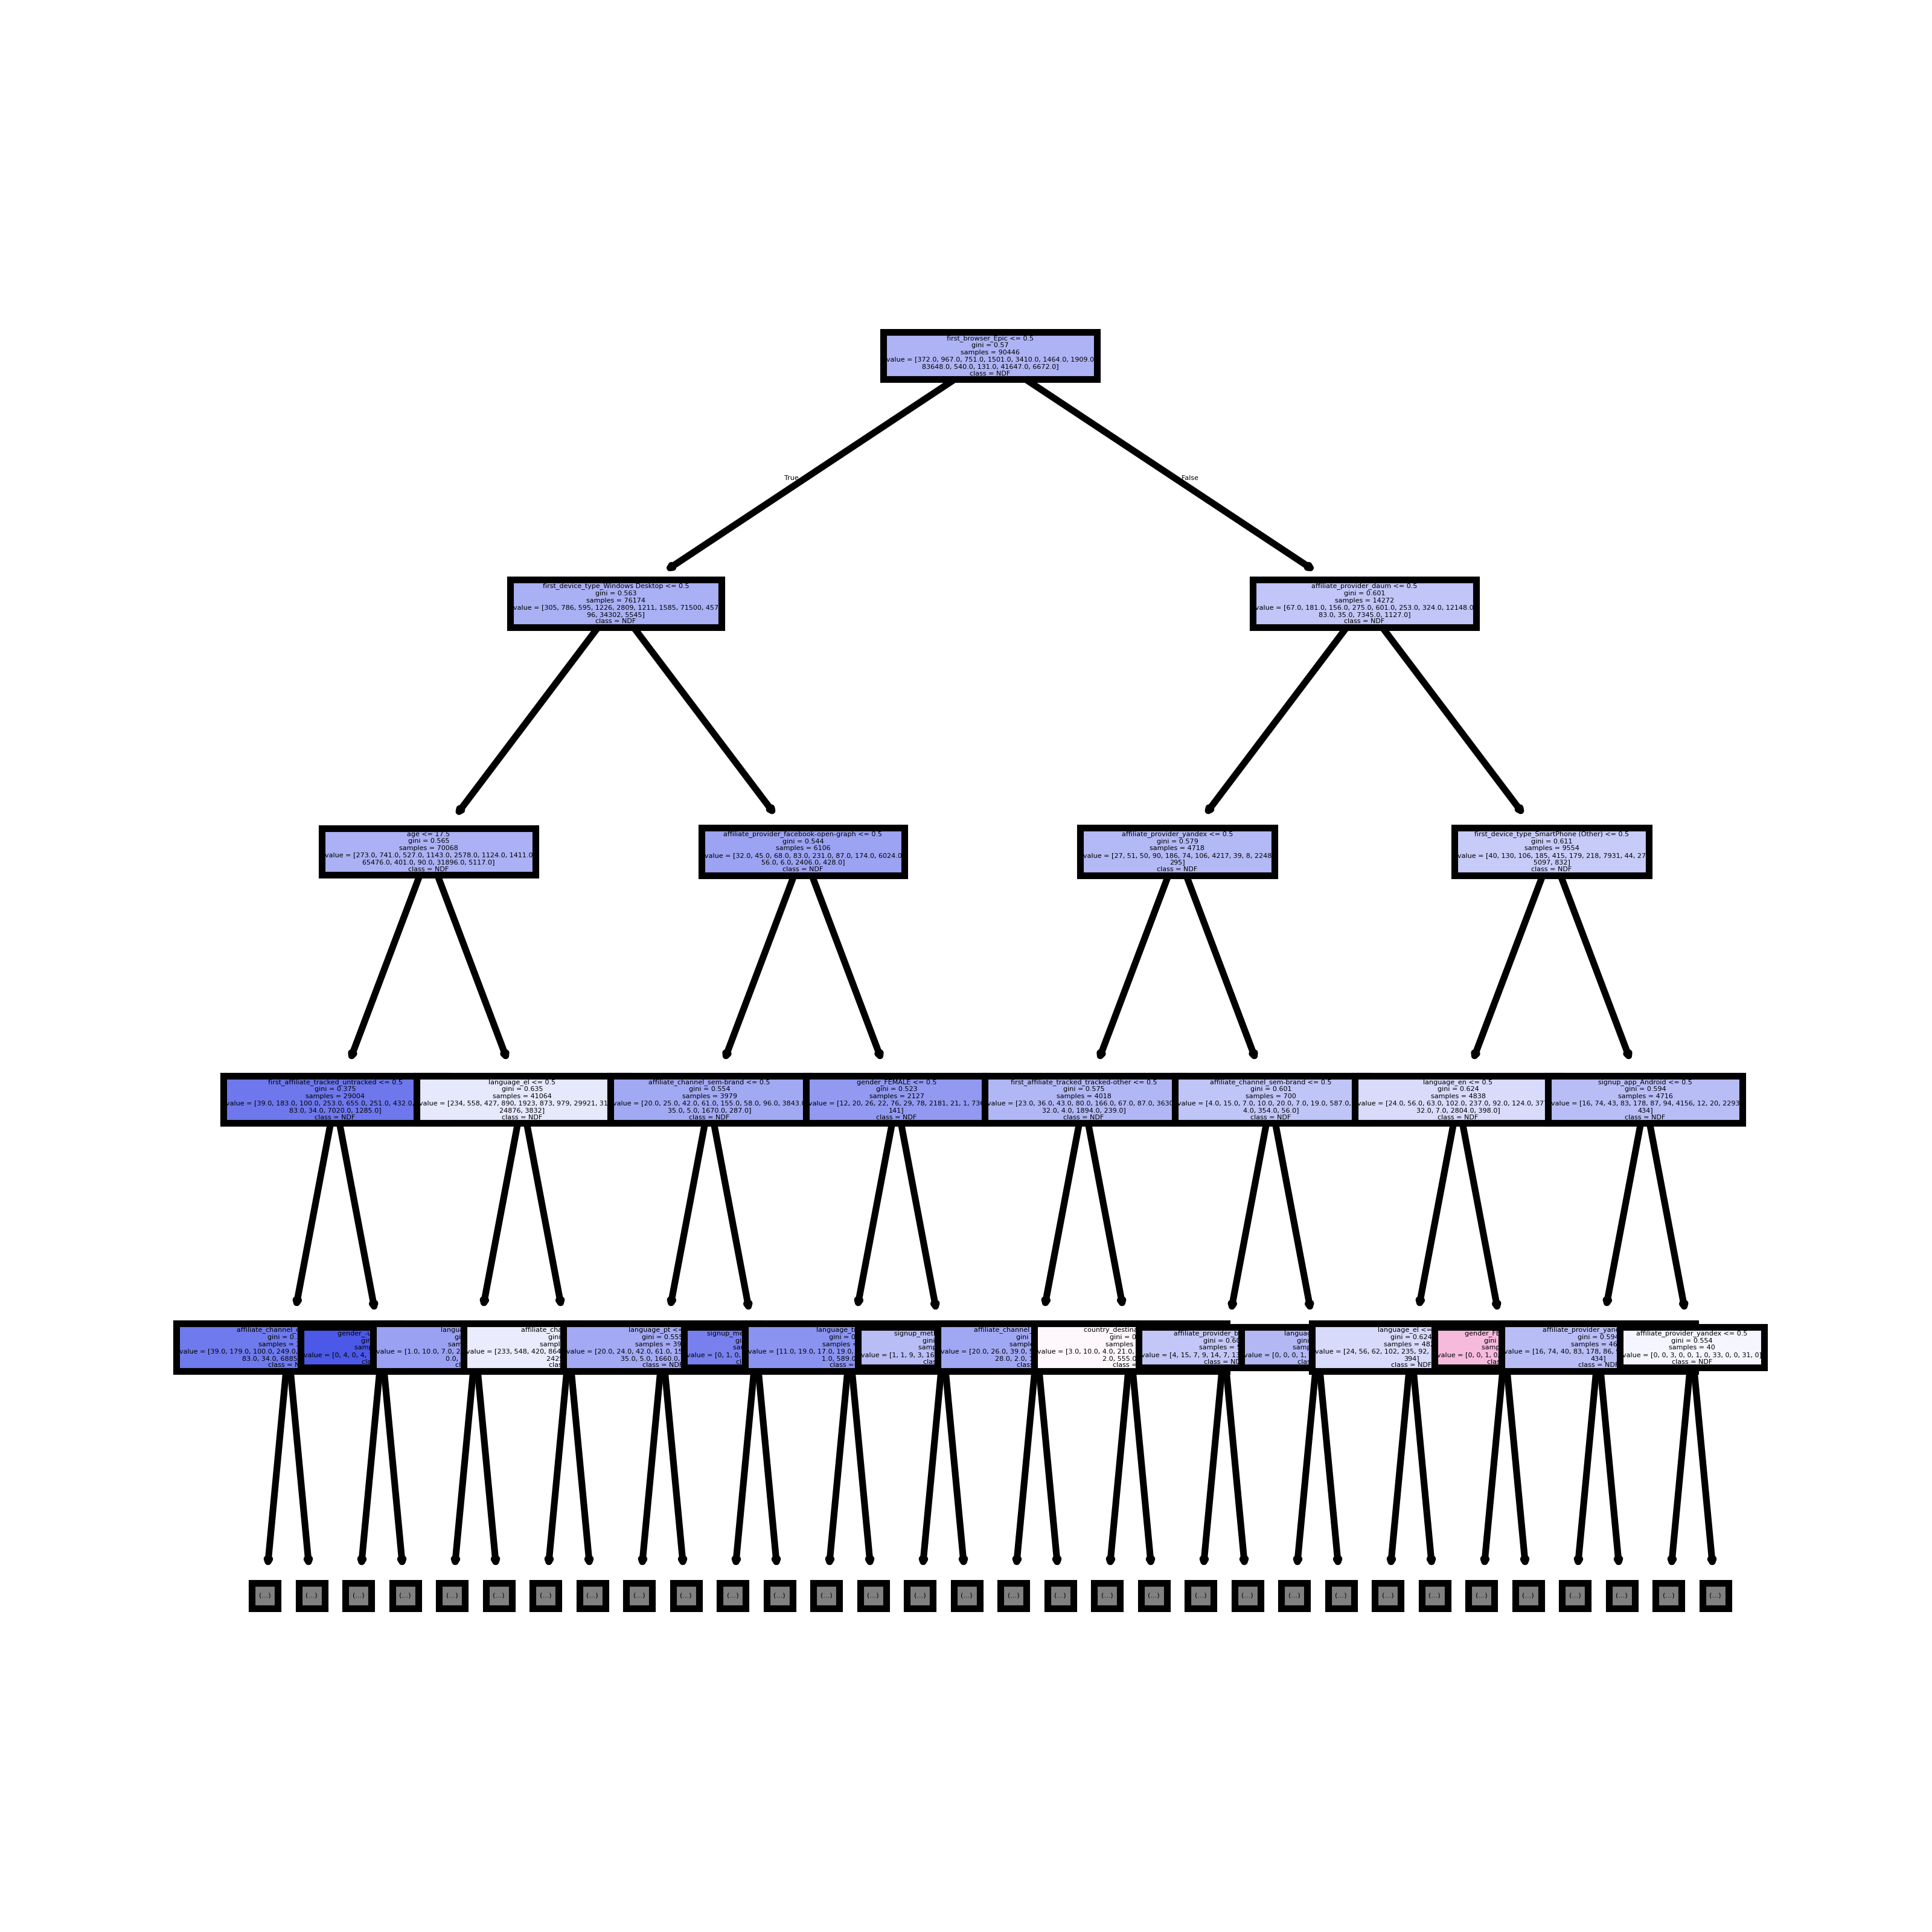 first_browser_Epic <= 0.5
gini = 0.57
samples = 90446
value = [372.0, 967.0, 751.0, 1501.0, 3410.0, 1464.0, 1909.0
83648.0, 540.0, 131.0, 41647.0, 6672.0]
class = NDF
True
False
first_device_type_Windows Desktop <= 0.5
gini = 0.563
samples = 76174
value = [305, 786, 595, 1226, 2809, 1211, 1585, 71500, 457
96, 34302, 5545]
class = NDF
affiliate_provider_daum <= 0.5
gini = 0.601
samples = 14272
value = [67.0, 181.0, 156.0, 275.0, 601.0, 253.0, 324.0, 12148.0
83.0, 35.0, 7345.0, 1127.0]
class = NDF
age <= 17.5
gini = 0.565
samples = 70068
value = [273.0, 741.0, 527.0, 1143.0, 2578.0, 1124.0, 1411.0
65476.0, 401.0, 90.0, 31896.0, 5117.0]
class = NDF
affiliate_provider_facebook-open-graph <= 0.5
gini = 0.544
samples = 6106
value = [32.0, 45.0, 68.0, 83.0, 231.0, 87.0, 174.0, 6024.0
56.0, 6.0, 2406.0, 428.0]
class = NDF
affiliate_provider_yandex <= 0.5
gini = 0.579
samples = 4718
value = [27, 51, 50, 90, 186, 74, 106, 4217, 39, 8, 2248
295]
class = NDF
first_device_type_SmartPhone (Other) <= 0.5
gini = 0.611
samples = 9554
value = [40, 130, 106, 185, 415, 179, 218, 7931, 44, 27
5097, 832]
class = NDF
first_affiliate_tracked_untracked <= 0.5
gini = 0.375
samples = 29004
value = [39.0, 183.0, 100.0, 253.0, 655.0, 251.0, 432.0,
83.0, 34.0, 7020.0, 1285.0]
class = NDF
language_el <= 0.5
gini = 0.635
samples = 41064
value = [234, 558, 427, 890, 1923, 873, 979, 29921, 31
24876, 3832]
class = NDF
affiliate_channel_sem-brand <= 0.5
gini = 0.554
samples = 3979
value = [20.0, 25.0, 42.0, 61.0, 155.0, 58.0, 96.0, 3843.0
35.0, 5.0, 1670.0, 287.0]
class = NDF
gender_FEMALE <= 0.5
gini = 0.523
samples = 2127
value = [12, 20, 26, 22, 76, 29, 78, 2181, 21, 1, 736
141]
class = NDF
first_affiliate_tracked_tracked-other <= 0.5
gini = 0.575
samples = 4018
value = [23.0, 36.0, 43.0, 80.0, 166.0, 67.0, 87.0, 3630
32.0, 4.0, 1894.0, 239.0]
class = NDF
affiliate_channel_sem-brand <= 0.5
gini = 0.601
samples = 700
value = [4.0, 15.0, 7.0, 10.0, 20.0, 7.0, 19.0, 587.0,
4.0, 354.0, 56.0]
class = NDF
language_en <= 0.5
gini = 0.624
samples = 4838
value = [24.0, 56.0, 63.0, 102.0, 237.0, 92.0, 124.0, 37
32.0, 7.0, 2804.0, 398.0]
class = NDF
signup_app_Android <= 0.5
gini = 0.594
samples = 4716
value = [16, 74, 43, 83, 178, 87, 94, 4156, 12, 20, 2293
434]
class = NDF
affiliate_channel
gini = 0.
samples =
value = [39.0, 179.0, 100.0, 249.0,
83.0, 34.0, 6885
class =
gender_
value = [0, 4, 0, 4,
value = [1.0, 10.0, 7.0, 2
0.0,
affiliate_cha
gini
value = [233, 548, 420, 864
242
class
language_pt <=
gini = 0.555
samples = 39
value = [20.0, 24.0, 42.0, 61.0, 15
35.0, 5.0, 1660.0,
class = NDF
signup_me
value = [0, 1, 0,
language_t
gini = 0.
samples =
value = [11.0, 19.0, 17.0, 19.0,
1.0, 589.0
class =
signup_met
gini
value = [1, 1, 9, 3, 16
affiliate_channel
gini
value = [20.0, 26.0, 39.0,
28.0, 2.0,
country_destina
gini = 0
samples
value = [3.0, 10.0, 4.0, 21.0,
2.0, 555.0
class =
affiliate_provider_b
gini = 0.60
samples =
value = [4, 15, 7, 9, 14, 7, 13
class = NDF
value = [0, 0, 0, 1,
language_el <=
gini = 0.624
samples = 48
value = [24, 56, 62, 102, 235, 92,
394]
class = NDF
value = [0, 0, 1, 0
affiliate_provider_yan
gini = 0.594
samples = 46
value = [16, 74, 40, 83, 178, 86,
434]
class = NDF
affiliate_provider_yandex <= 0.5
gini = 0.554
samples = 40
value = [0, 0, 3, 0, 0, 1, 0, 33, 0, 0, 31, 0]
class = NDF
(...) (...) (...) (...) (...) (...) (...) (...) (...) (...) (...) (...) (...) (...) (...) (...) (...) (...) (...) (...) (...) (...) (...) (...) (...) (...) (...) (...) (...) (...) (...) (...)